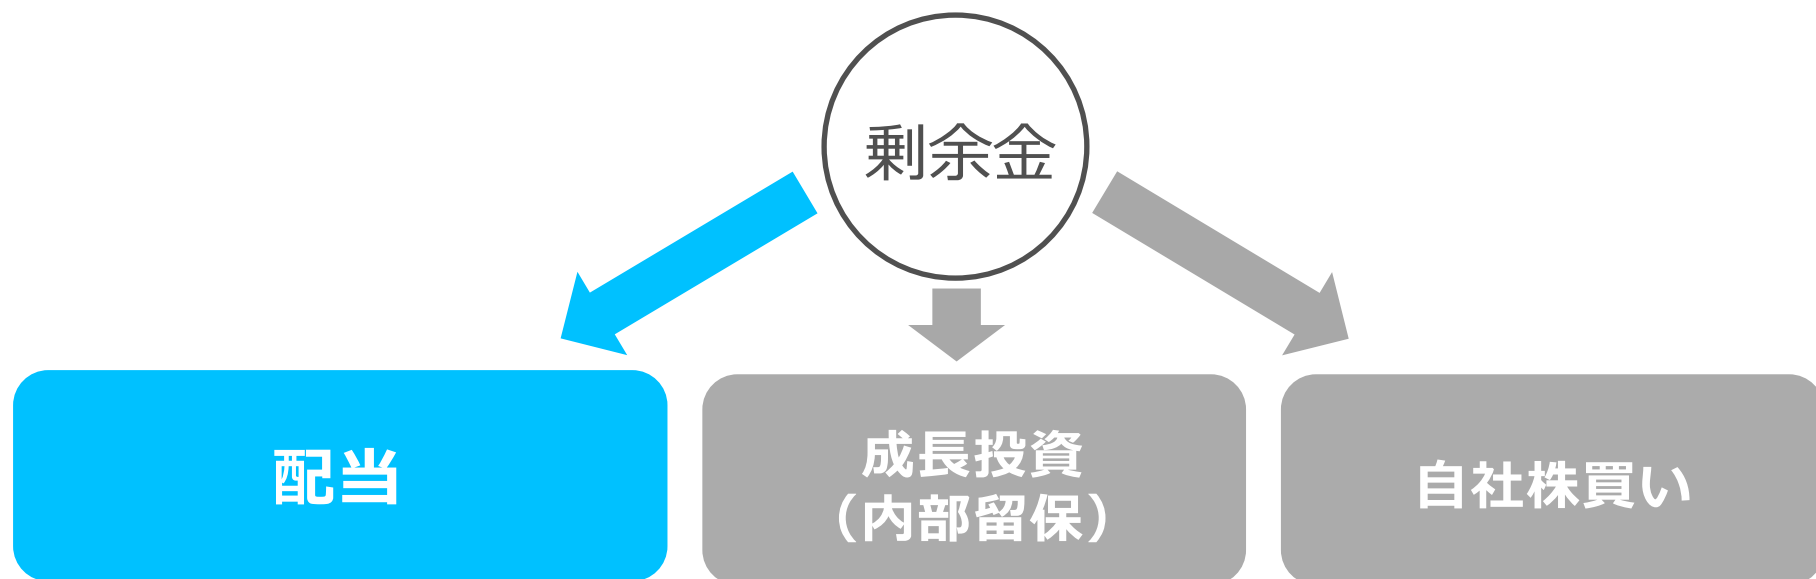 剰余金
配当
成長投資
（内部留保）
自社株買い